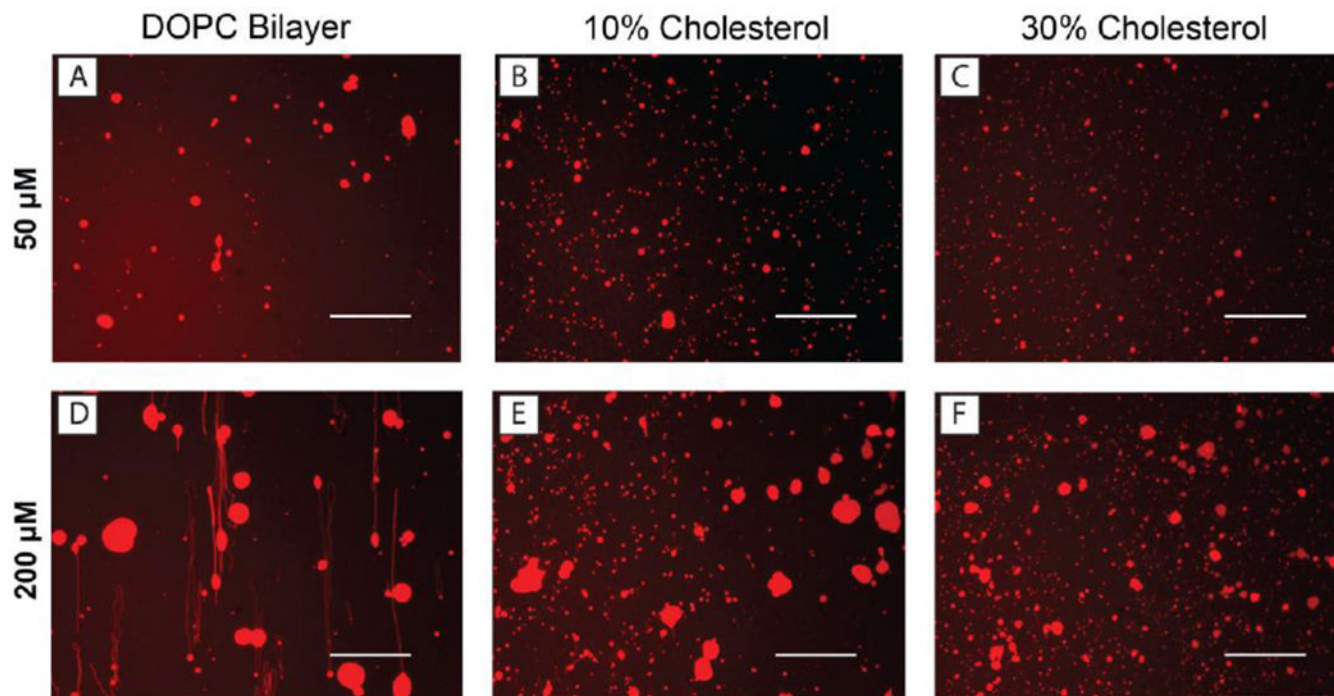 DOPC Bilayer
10% Cholesterol
30% Cholesterol
50 µM
A
B
C
200 µM
D
E
F